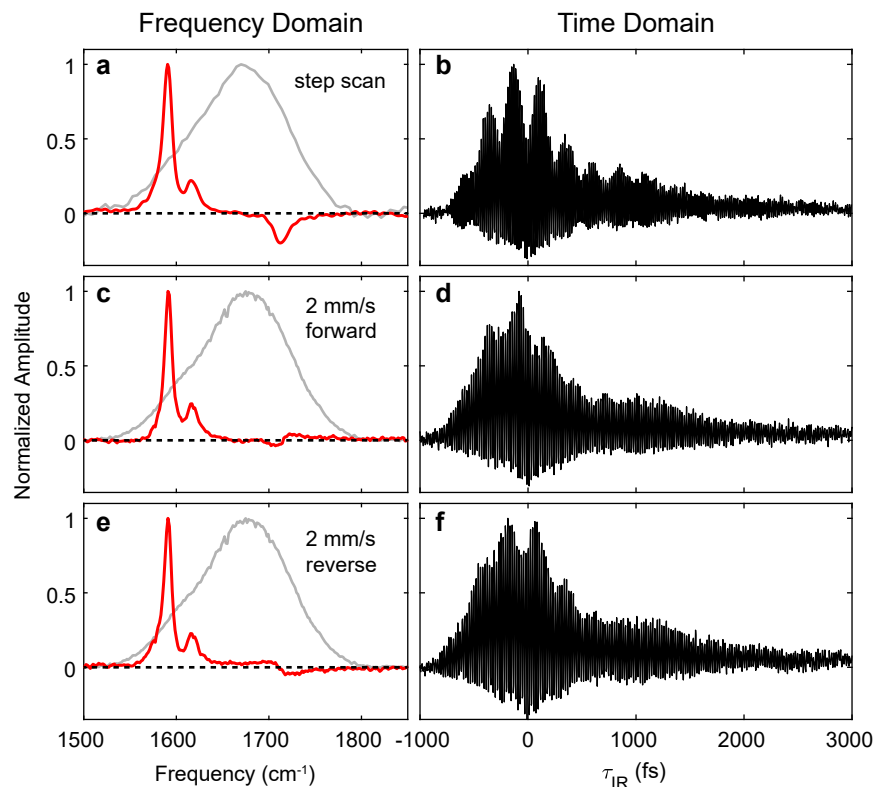 Frequency Domain
Time Domain
Normalized Amplitude
a
step scan
1
0.5
0
b
c
2 mm/s
forward
1
0.5
0
d
e
2 mm/s
reverse
1
0.5
0
f
1500
1600
1700
1800
Frequency (cm⁻¹)
-1000
0
1000
2000
3000
τIR (fs)